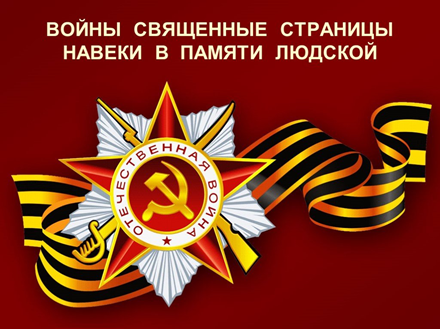 ВОЙНЫ СВЯЩЕННЫЕ СТРАНИЦЫ
НАВЕКИ В ПАМЯТИ ЛЮДСКОЙ
ОТЕЧЕСТВЕННАЯ ВОЙНА